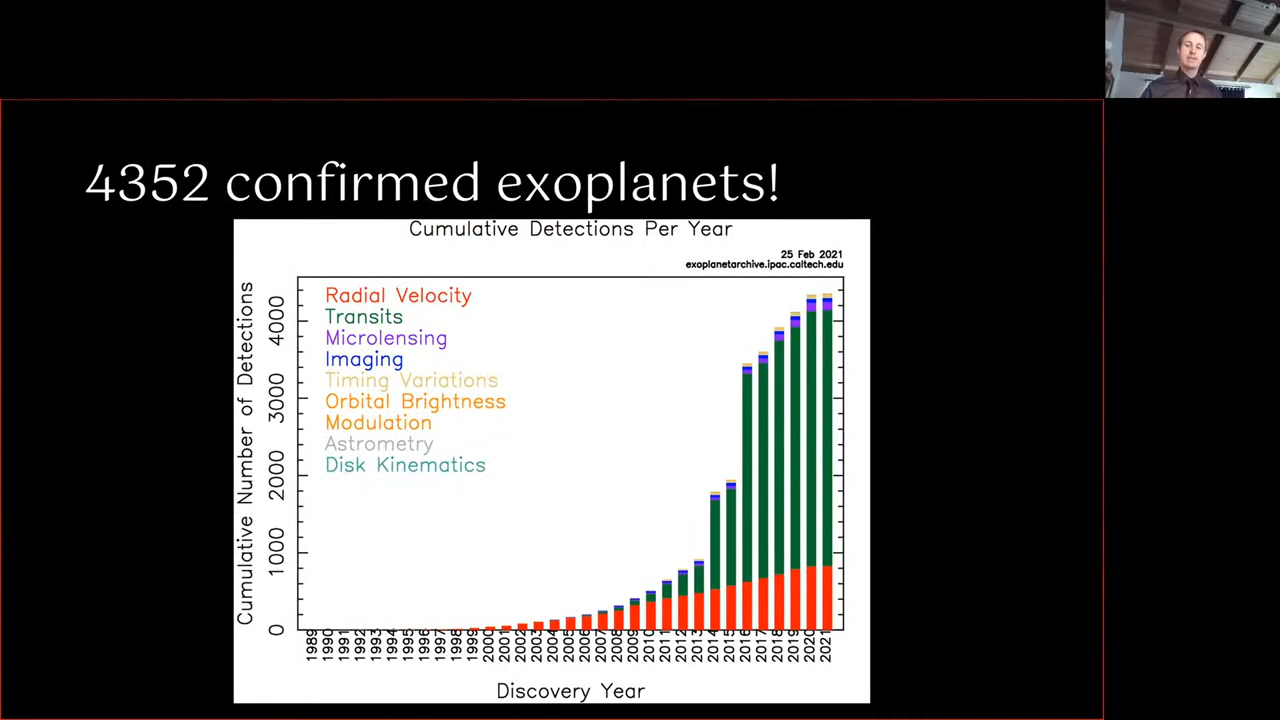 4352 confirmed exoplanets!
Cumulative Detections Per Year
25 Feb 2021
exoplanetarchive.ipac.caltech.edu
Radial Velocity
Transits
Microlensing
Imaging
Timing Variations
Orbital Brightness
Modulation
Astrometry
Disk Kinematics
Cumulative Number of Detections
4000
3000
2000
1000
0
1989 1990 1991 1992 1993 1994 1995 1996 1997 1998 1999 2000 2001 2002 2003 2004 2005 2006 2007 2008 2009 2010 2011 2012 2013 2014 2015 2016 2017 2018 2019 2020 2021
Discovery Year